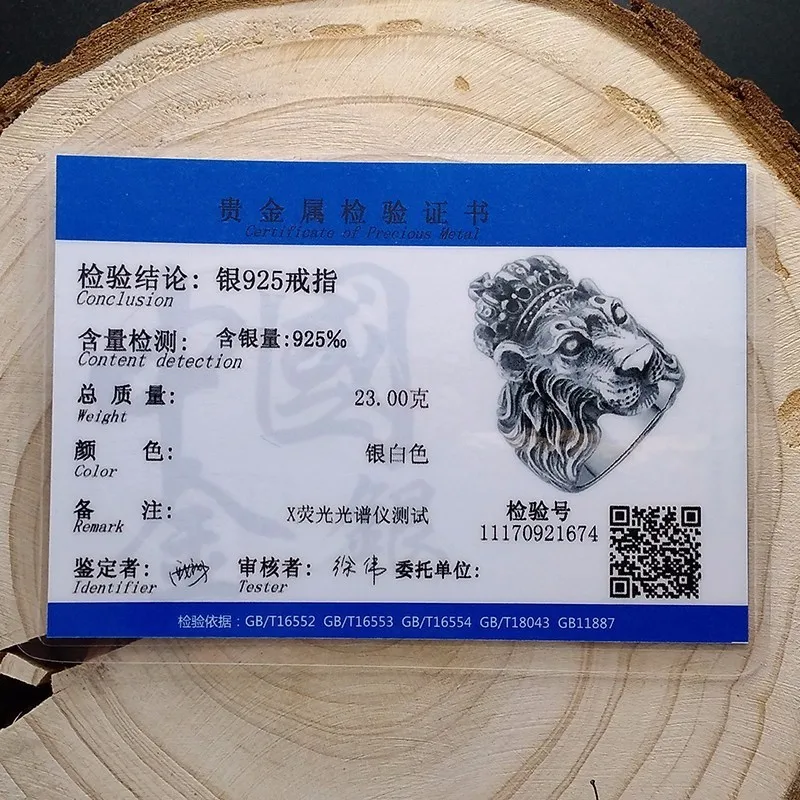 贵金属检验证书
Certificate of Precious Metal
检验结论: 银925戒指
Conclusion
含量检测: 含银量:925‰
Content detection
总 质 量: 23.00克
Weight
颜 色: 银白色
Color
备 注: X荧光光谱仪测试
Remark
检验号
11170921674
鉴定者: 审核者: 徐伟 委托单位:
Identifier Tester
检验依据：GB/T16552 GB/T16553 GB/T16554 GB/T18043 GB11887